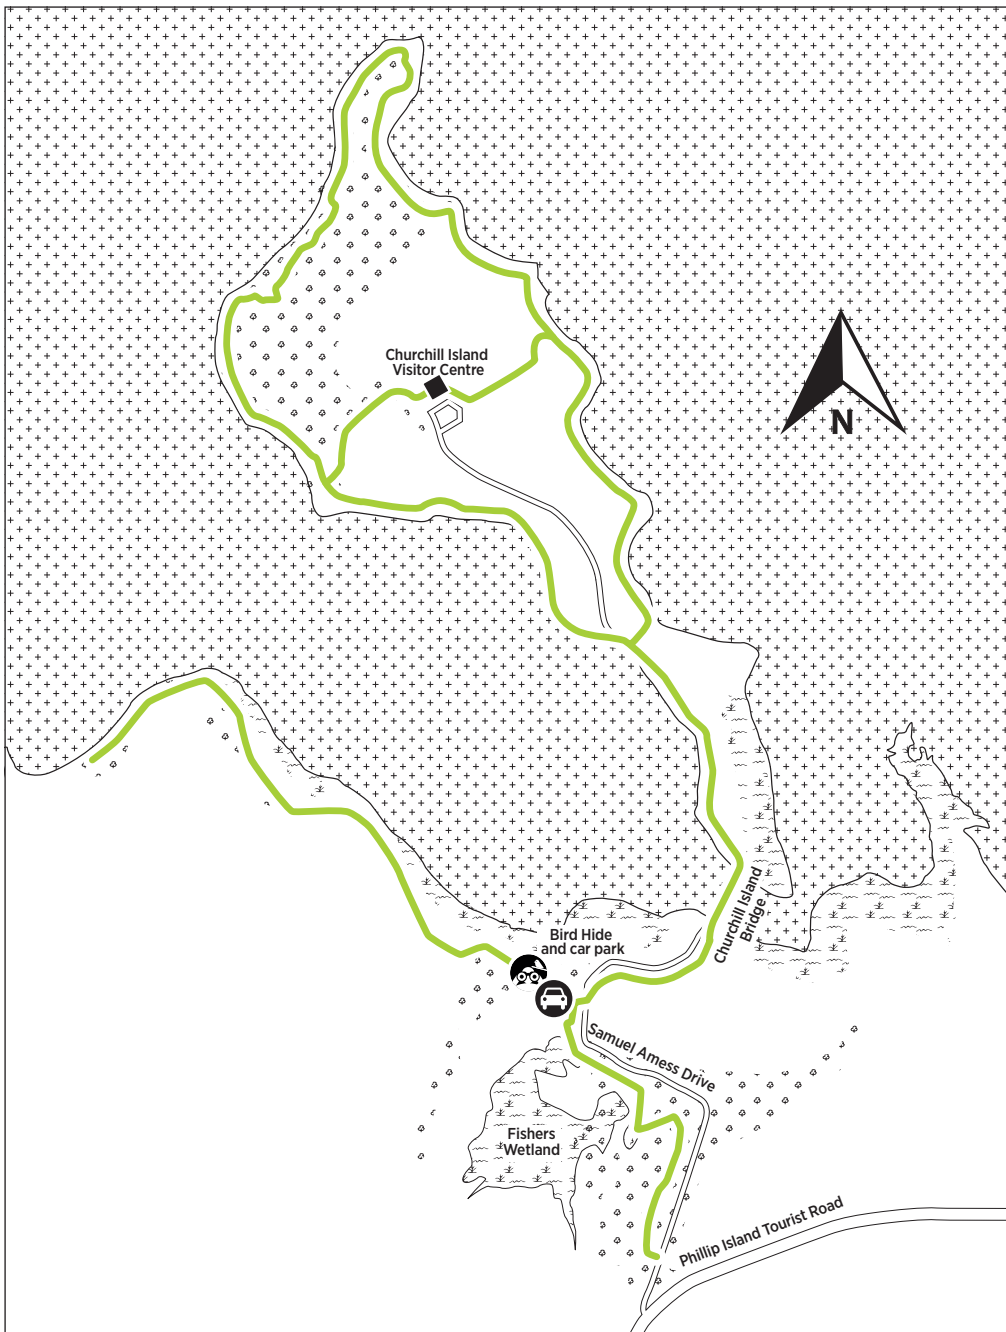 Churchill Island
Visitor Centre
N
Churchill Island
Bridge
Bird Hide
and car park
Samuel Amess Drive
Fishers
Wetland
Phillip Island Tourist Road